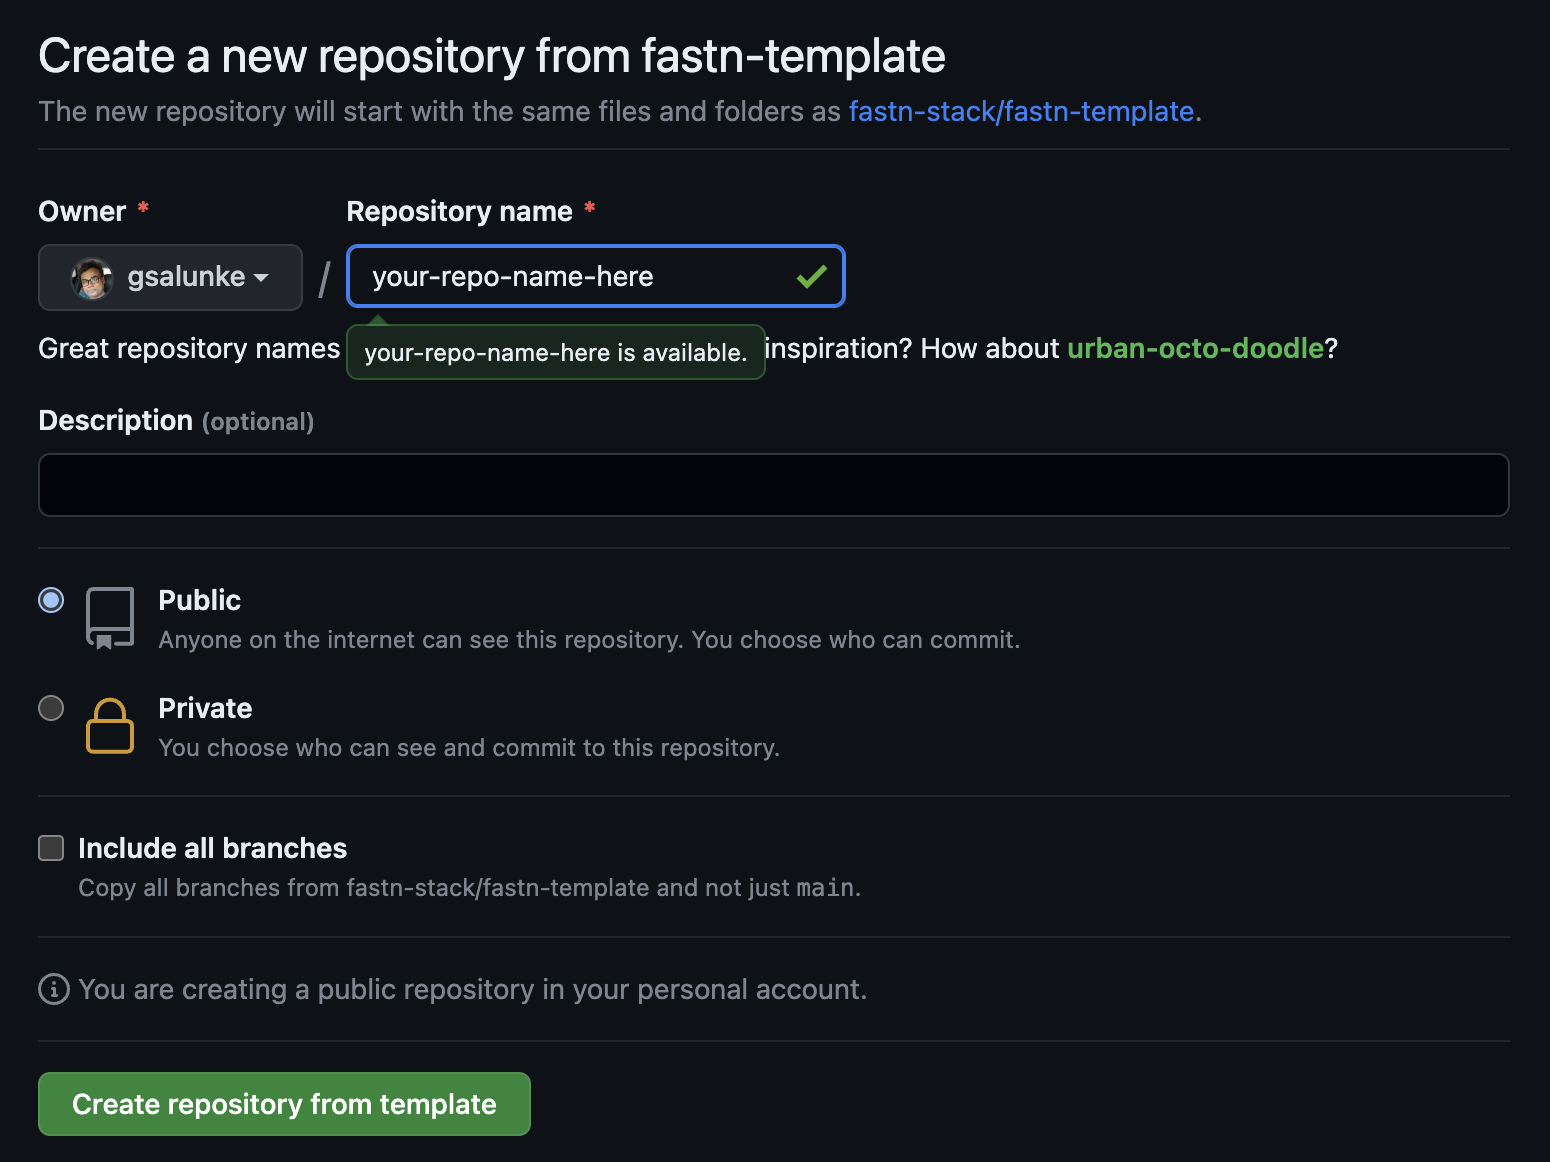 Create a new repository from fastn-template
The new repository will start with the same files and folders as fastn-stack/fastn-template.
Owner * Repository name *
gsalunke / your-repo-name-here
Great repository names inspiration? How about urban-octo-doodle?
your-repo-name-here is available.
Description (optional)
Public
Anyone on the internet can see this repository. You choose who can commit.
Private
You choose who can see and commit to this repository.
Include all branches
Copy all branches from fastn-stack/fastn-template and not just main.
You are creating a public repository in your personal account.
Create repository from template